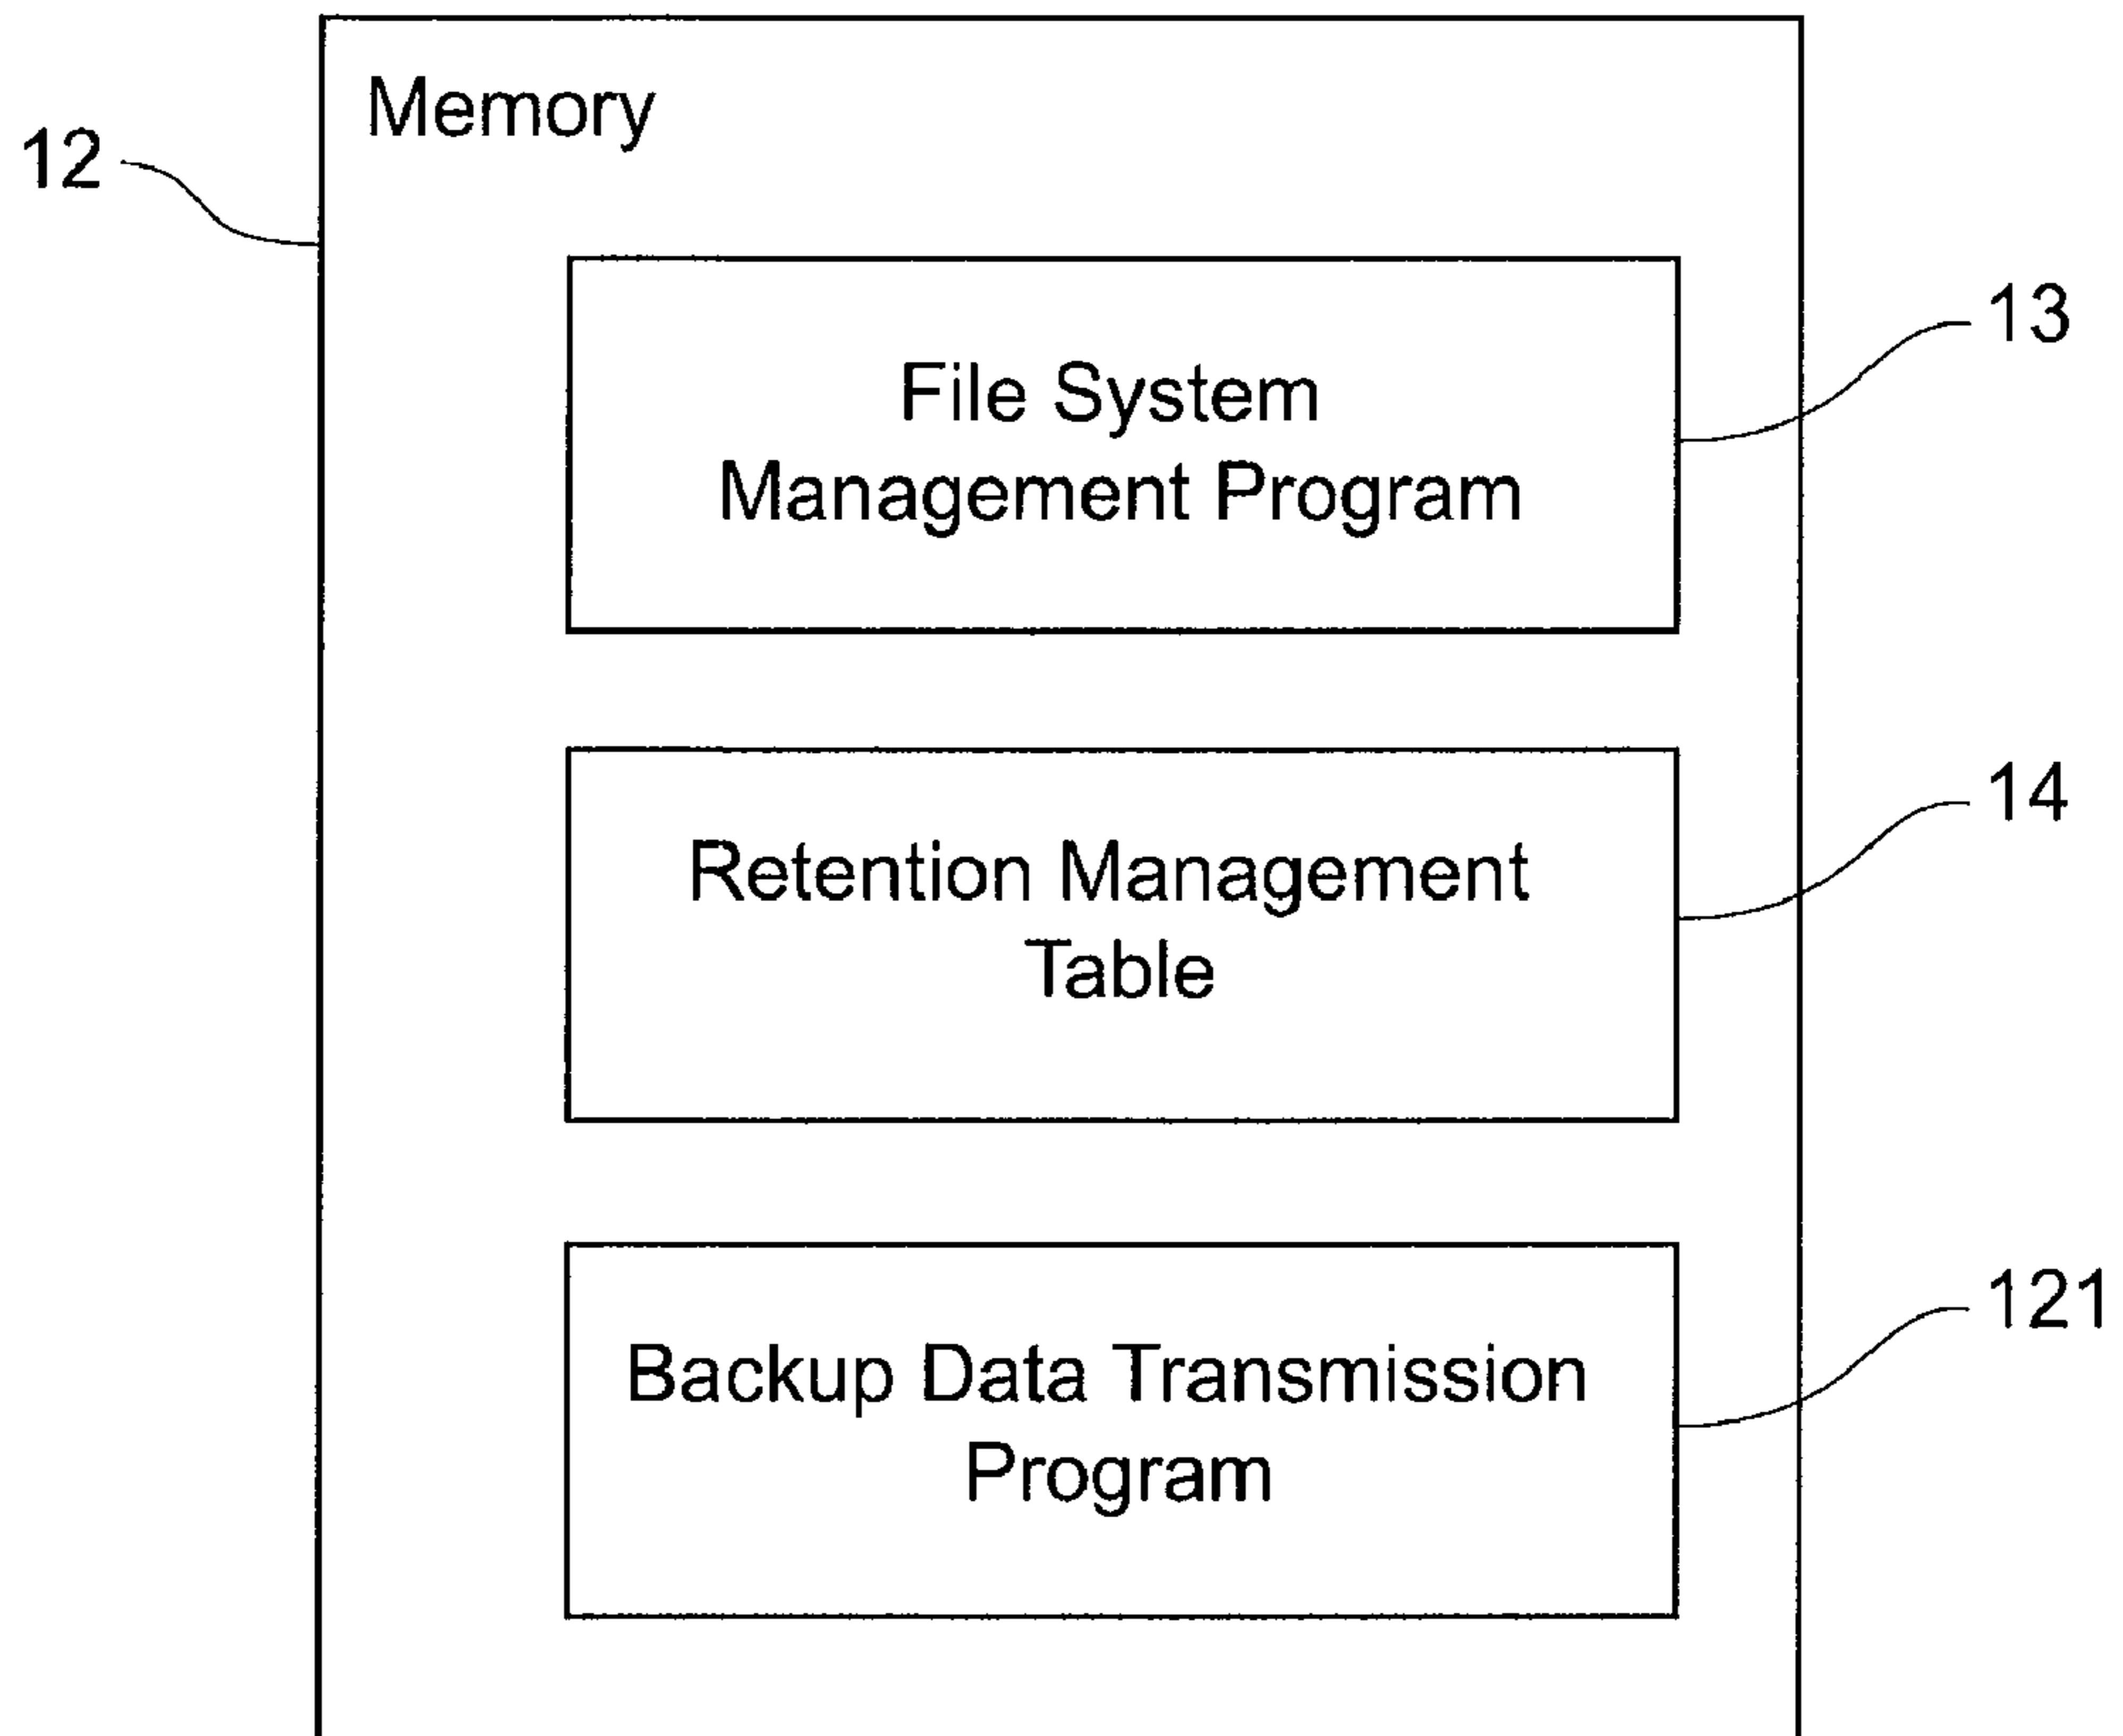 Memory
12
File System
Management Program
13
Retention Management
Table
14
Backup Data Transmission
Program
121